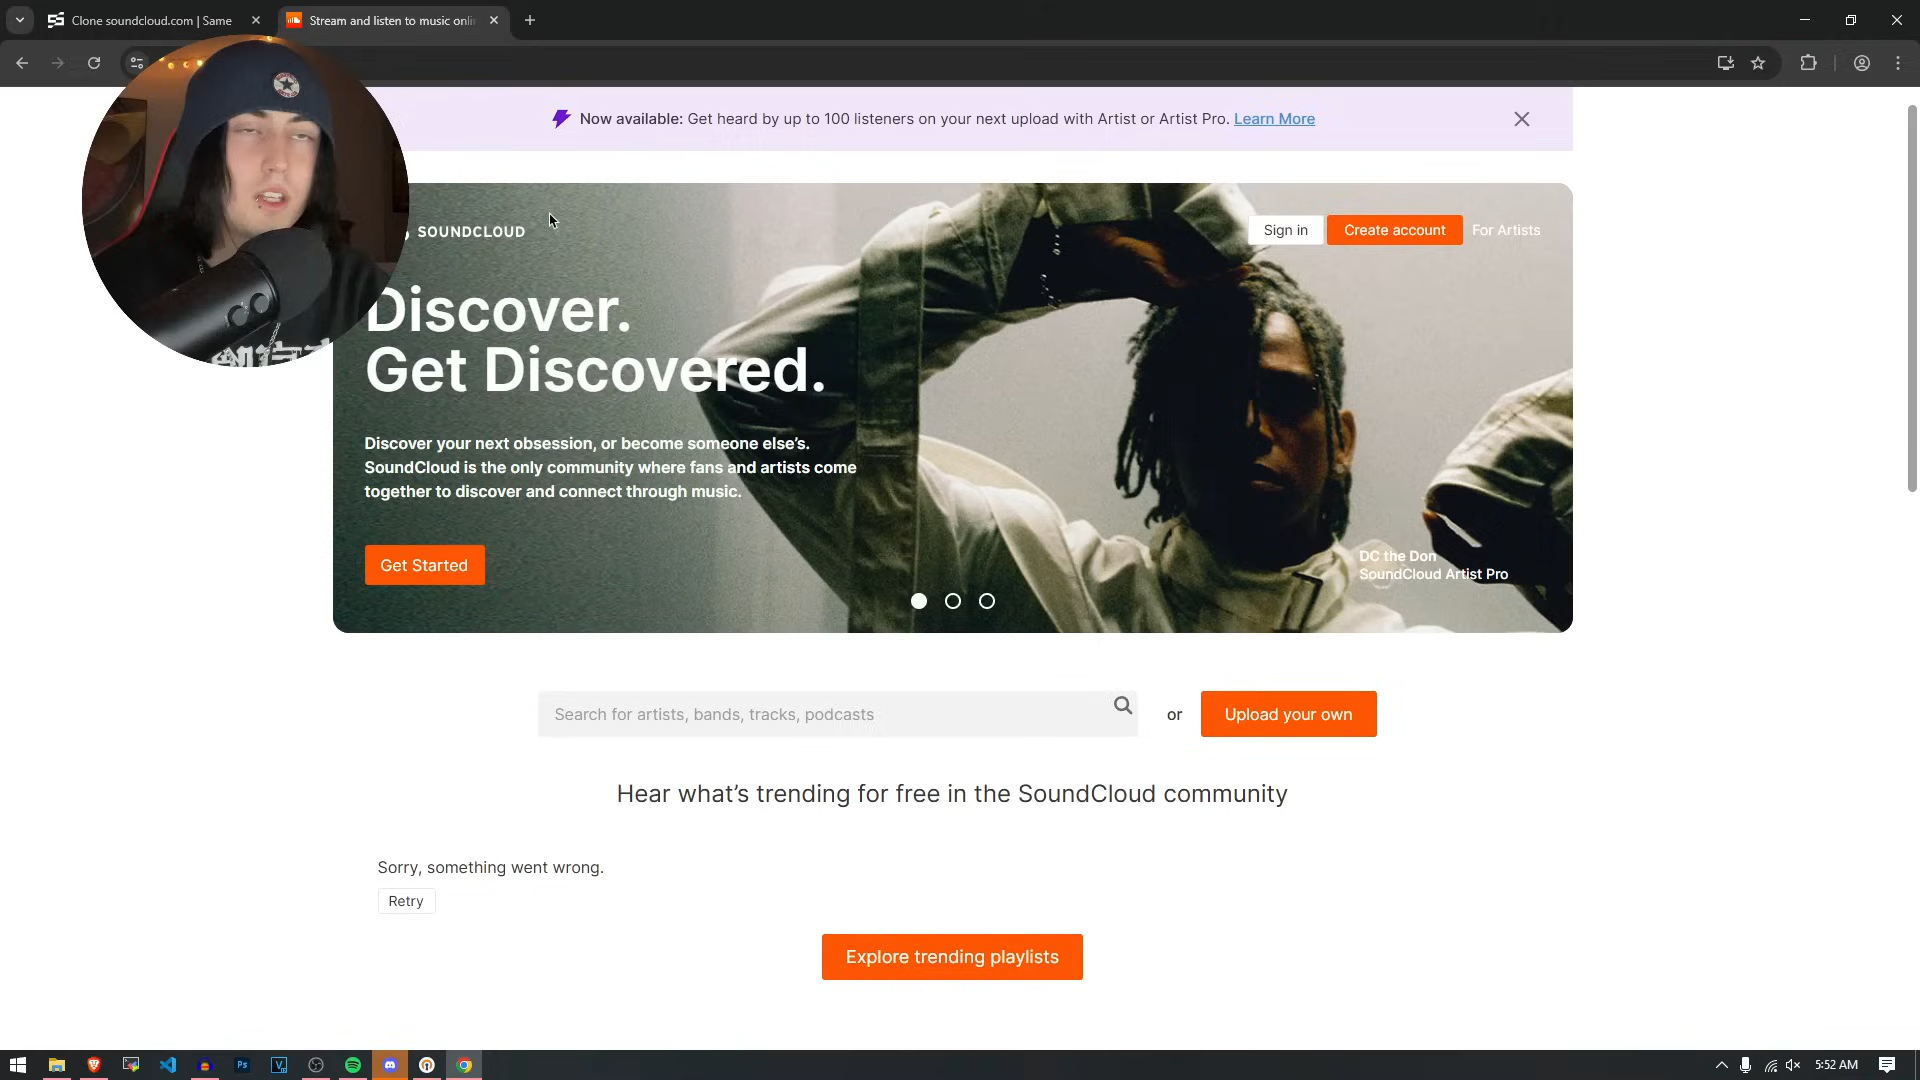 Clone soundcloud.com | Same
Stream and listen to music onli
Now available: Get heard by up to 100 listeners on your next upload with Artist or Artist Pro. Learn More
SOUNDCLOUD
Sign in
Create account
For Artists
Discover.
Get Discovered.
Discover your next obsession, or become someone else's.
SoundCloud is the only community where fans and artists come
together to discover and connect through music.
Get Started
DC the Don
SoundCloud Artist Pro
Search for artists, bands, tracks, podcasts
or
Upload your own
Hear what's trending for free in the SoundCloud community
Sorry, something went wrong.
Retry
Explore trending playlists
Ps
5:52 AM